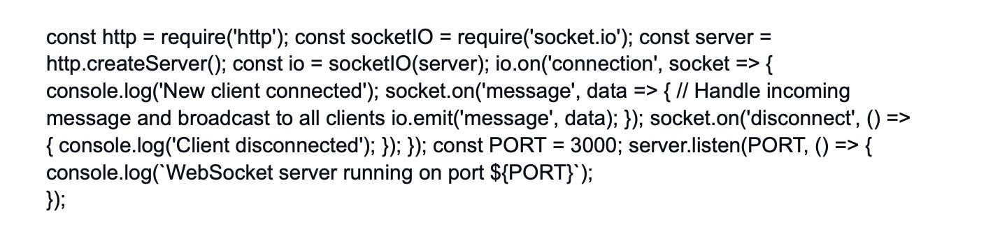 const http = require('http'); const socketIO = require('socket.io'); const server =
http.createServer(); const io = socketIO(server); io.on('connection', socket => {
console.log('New client connected'); socket.on('message', data => { // Handle incoming
message and broadcast to all clients io.emit('message', data); }); socket.on('disconnect', () =>
{ console.log('Client disconnected'); }); }); const PORT = 3000; server.listen(PORT, () => {
console.log(`WebSocket server running on port ${PORT}`);
});